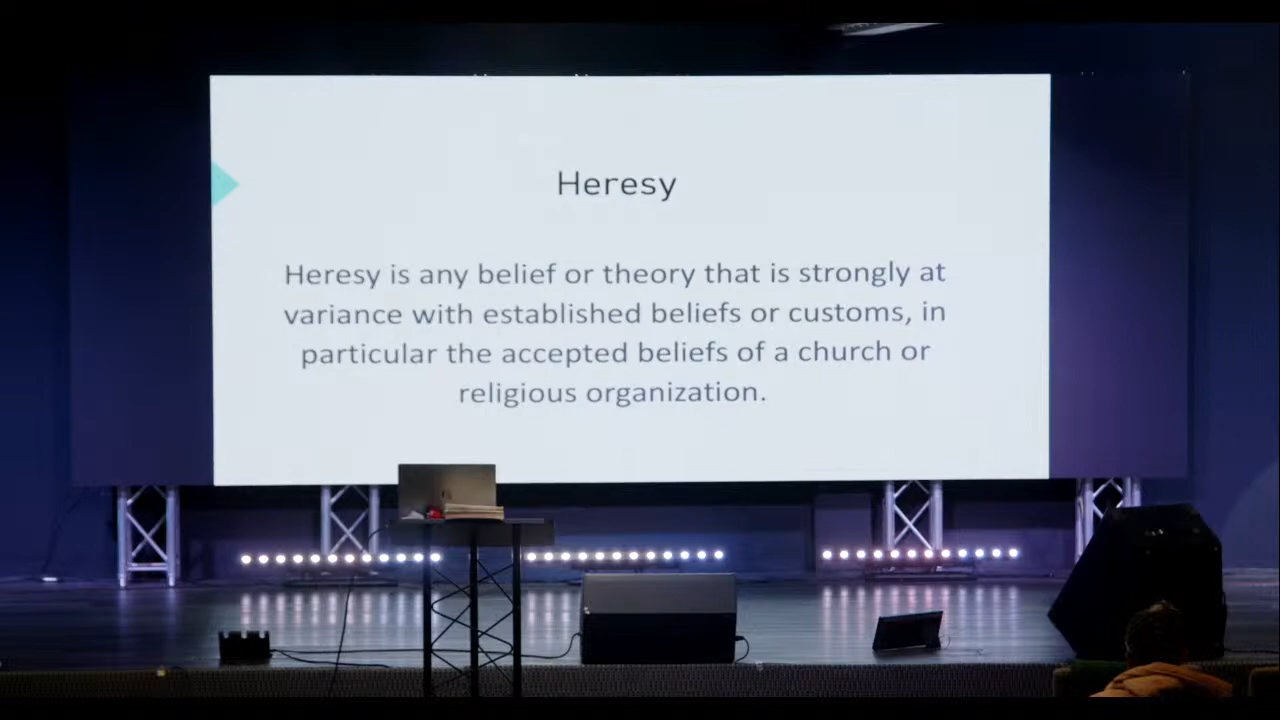 Heresy
Heresy is any belief or theory that is strongly at
variance with established beliefs or customs, in
particular the accepted beliefs of a church or
religious organization.